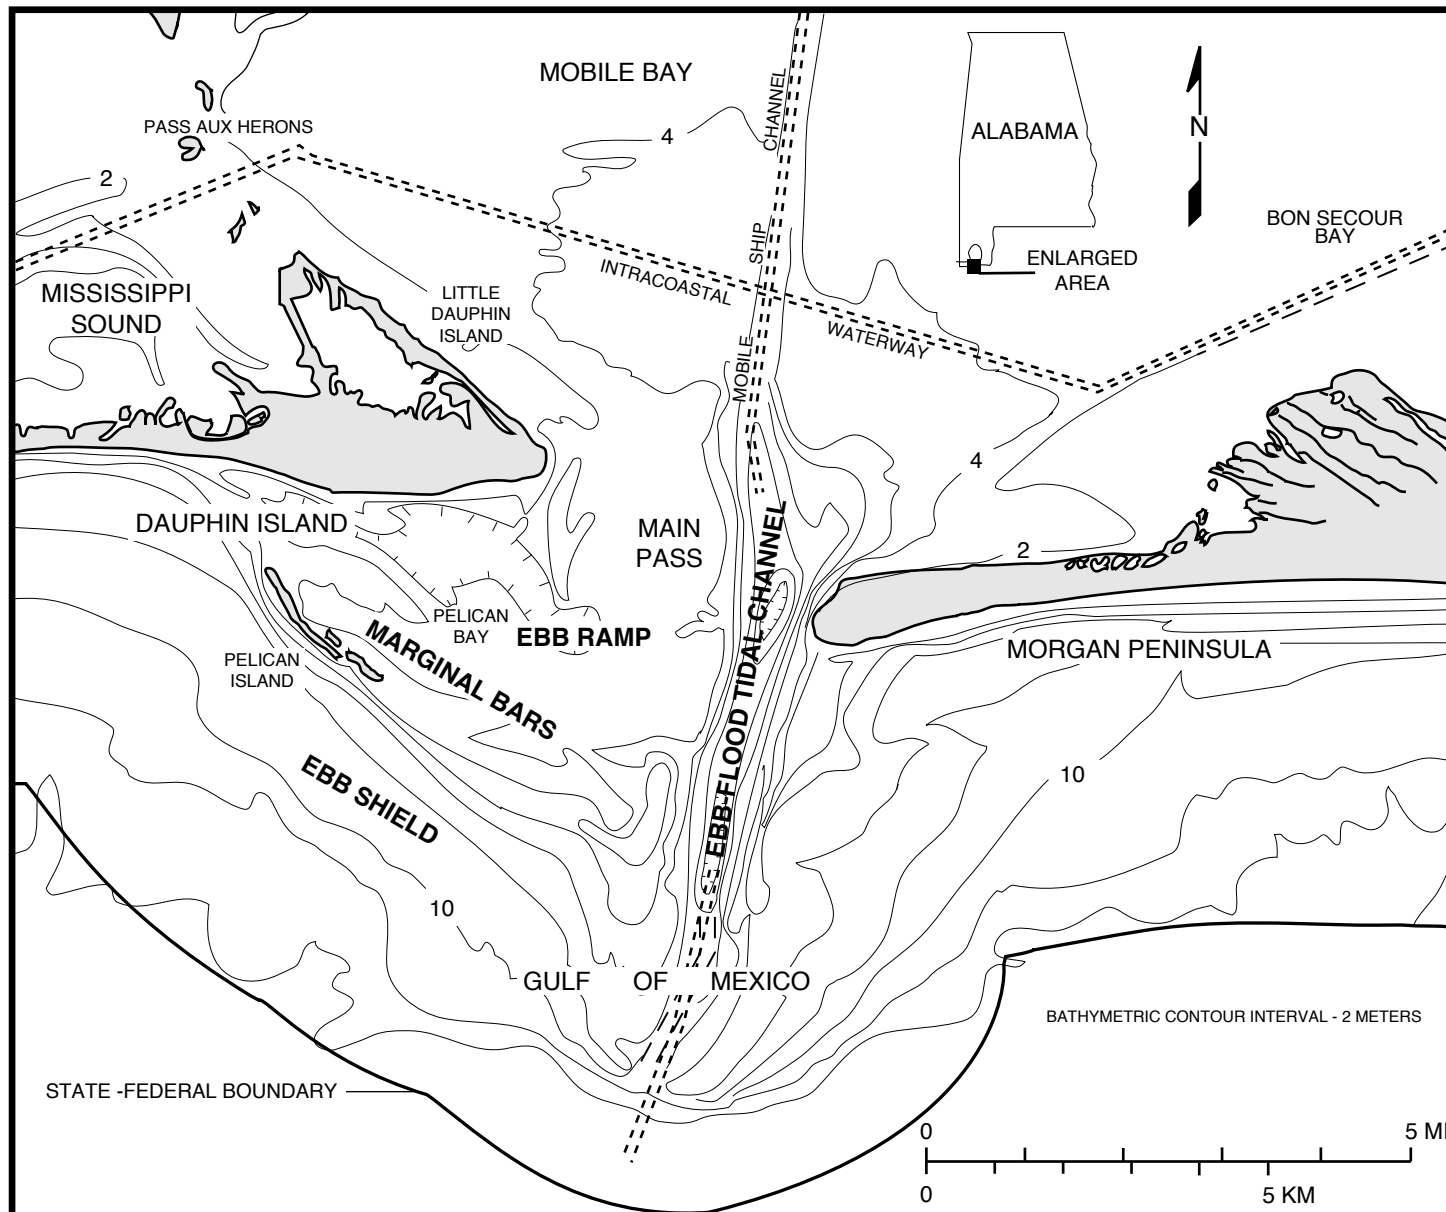 MOBILE BAY
PASS AUX HERONS
4
CHANNEL
ALABAMA
N
2
BON SECOUR
BAY
SHIP
ENLARGED
AREA
INTRACOASTAL
MISSISSIPPI
SOUND
LITTLE
DAUPHIN
ISLAND
WATERWAY
MOBILE
4
DAUPHIN ISLAND
MAIN
PASS
2
EBB-FLOOD TIDAL CHANNEL
PELICAN
BAY
EBB RAMP
MARGINAL BARS
MORGAN PENINSULA
PELICAN
ISLAND
EBB SHIELD
10
10
GULF OF MEXICO
BATHYMETRIC CONTOUR INTERVAL - 2 METERS
STATE -FEDERAL BOUNDARY
0
5 MI
0
5 KM